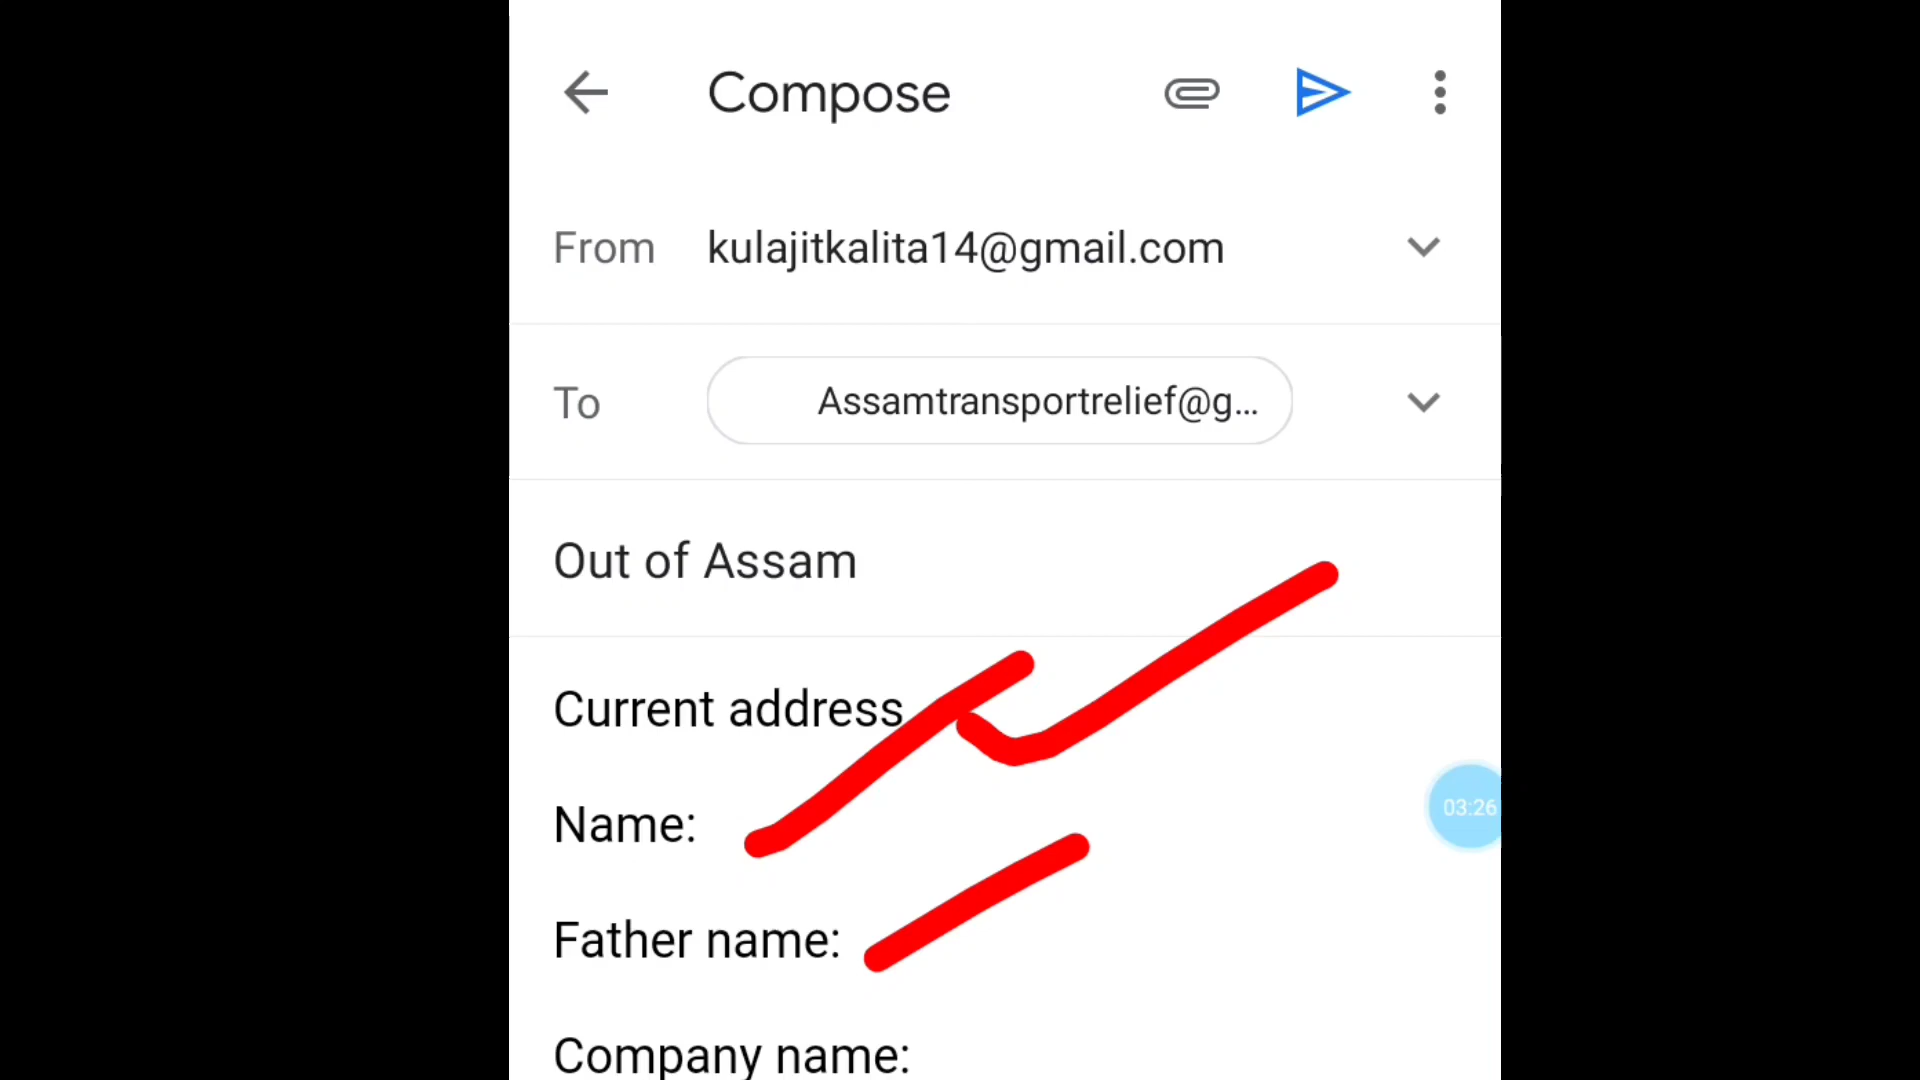 Compose
From kulajitkalita14@gmail.com
To Assamtransportrelief@g...
Out of Assam
Current address
Name:
03:26
Father name:
Company name: